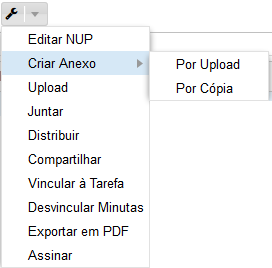 Editar NUP
Criar Anexo
Por Upload
Por Cópia
Upload
Juntar
Distribuir
Compartilhar
Vincular à Tarefa
Desvincular Minutas
Exportar em PDF
Assinar